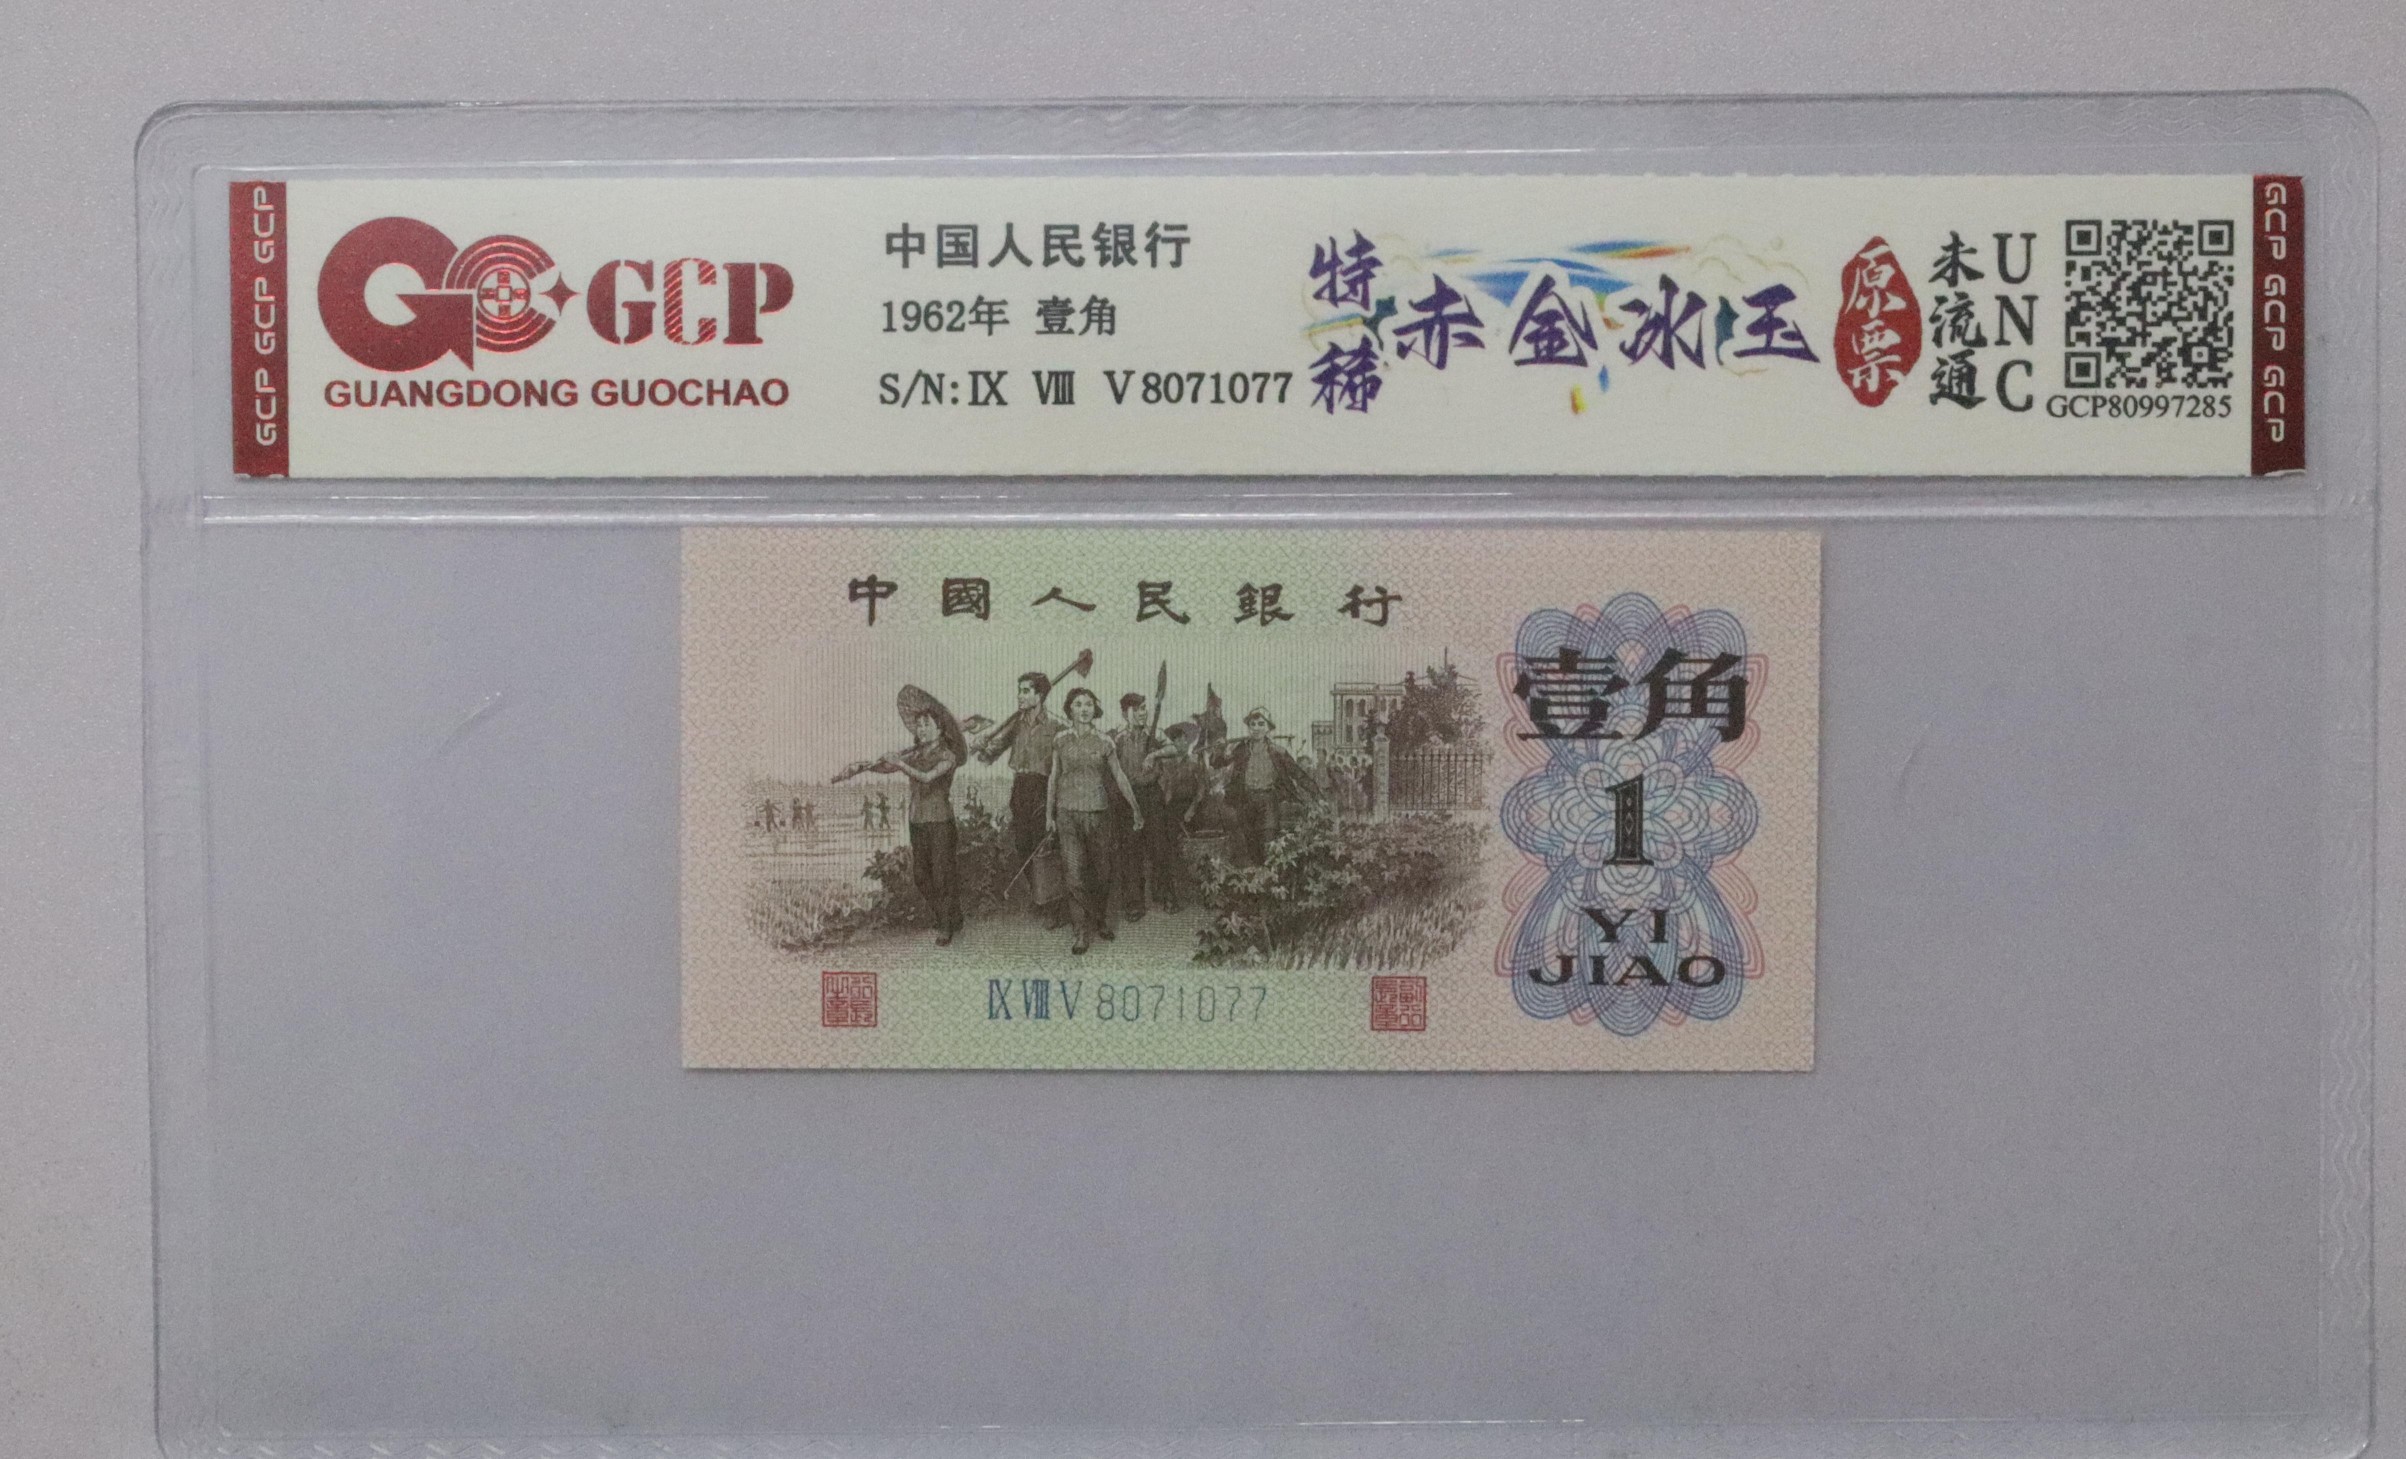 GCP GCP GCP
GCP
GUANGDONG GUOCHAO
中国人民银行
1962年 壹角
S/N: Ⅸ Ⅷ Ⅴ 8071077
特稀
赤金冰玉
原票
未流通
UNC
GCP80997285
GCP GCP GCP
中國人民銀行
壹角
1
YI
JIAO
Ⅸ Ⅷ Ⅴ 8071077